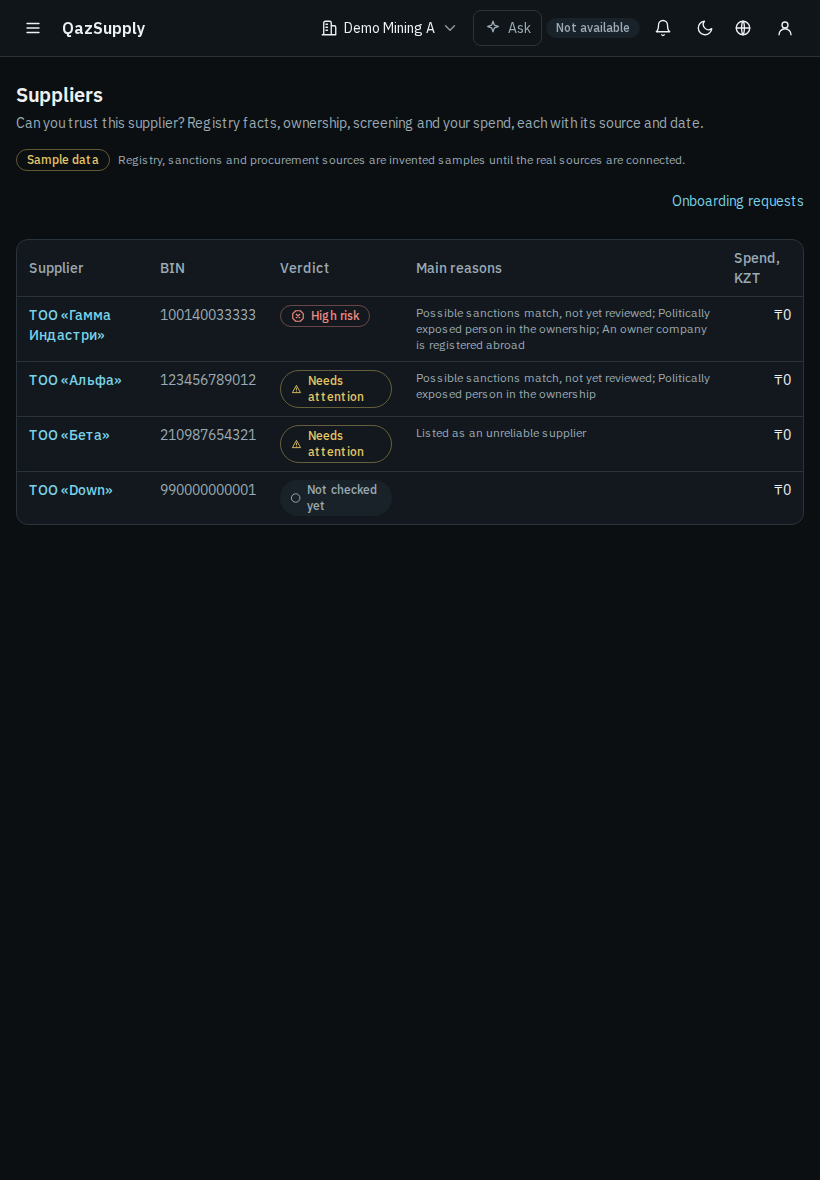 QazSupply
Demo Mining A
Ask
Not available
Suppliers
Can you trust this supplier? Registry facts, ownership, screening and your spend, each with its source and date.
Sample data
Registry, sanctions and procurement sources are invented samples until the real sources are connected.
Onboarding requests
Supplier
BIN
Verdict
Main reasons
Spend,
KZT
ТОО «Гамма
Индастри»
100140033333
High risk
Possible sanctions match, not yet reviewed; Politically
exposed person in the ownership; An owner company
is registered abroad
₸0
ТОО «Альфа»
123456789012
Needs
attention
Possible sanctions match, not yet reviewed; Politically
exposed person in the ownership
₸0
ТОО «Бета»
210987654321
Needs
attention
Listed as an unreliable supplier
₸0
ТОО «Down»
990000000001
Not checked
yet
₸0